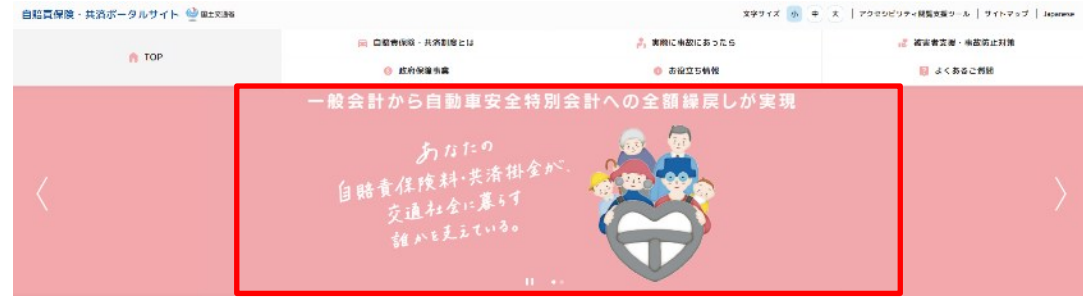 自賠責保険・共済ポータルサイト 国土交通省
文字サイズ 小 中 大 | アクセシビリティ閲覧支援ツール | サイトマップ | Japanese
TOP
自賠責保険・共済制度とは
実際に事故にあったら
被害者支援・事故防止対策
政府保障事業
お役立ち情報
よくあるご質問
一般会計から自動車安全特別会計への全額繰戻しが実現
あなたの
自賠責保険料・共済掛金が、
交通社会に暮らす
誰かを支えている。